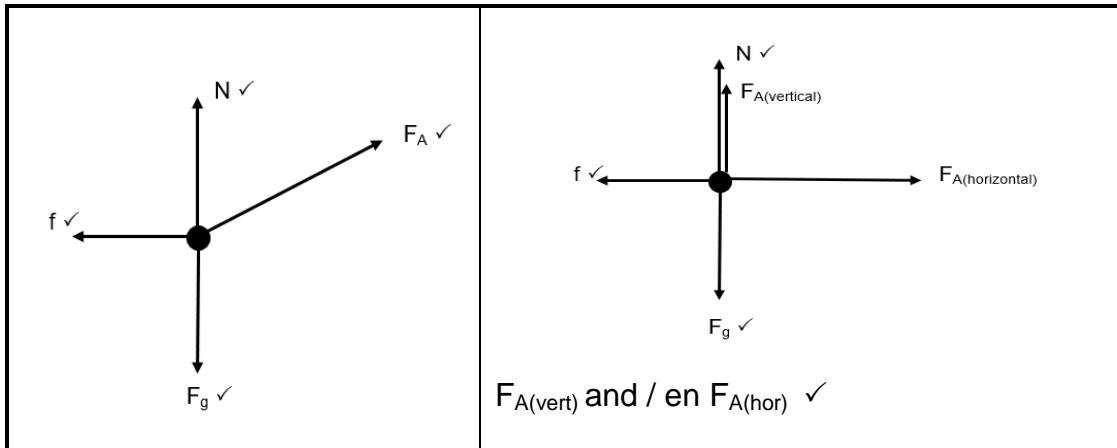 N ✓
F_A ✓
f ✓
F_g ✓
N ✓
F_A(vertical)
f ✓
F_A(horizontal)
F_g ✓
F_A(vert) and / en F_A(hor) ✓